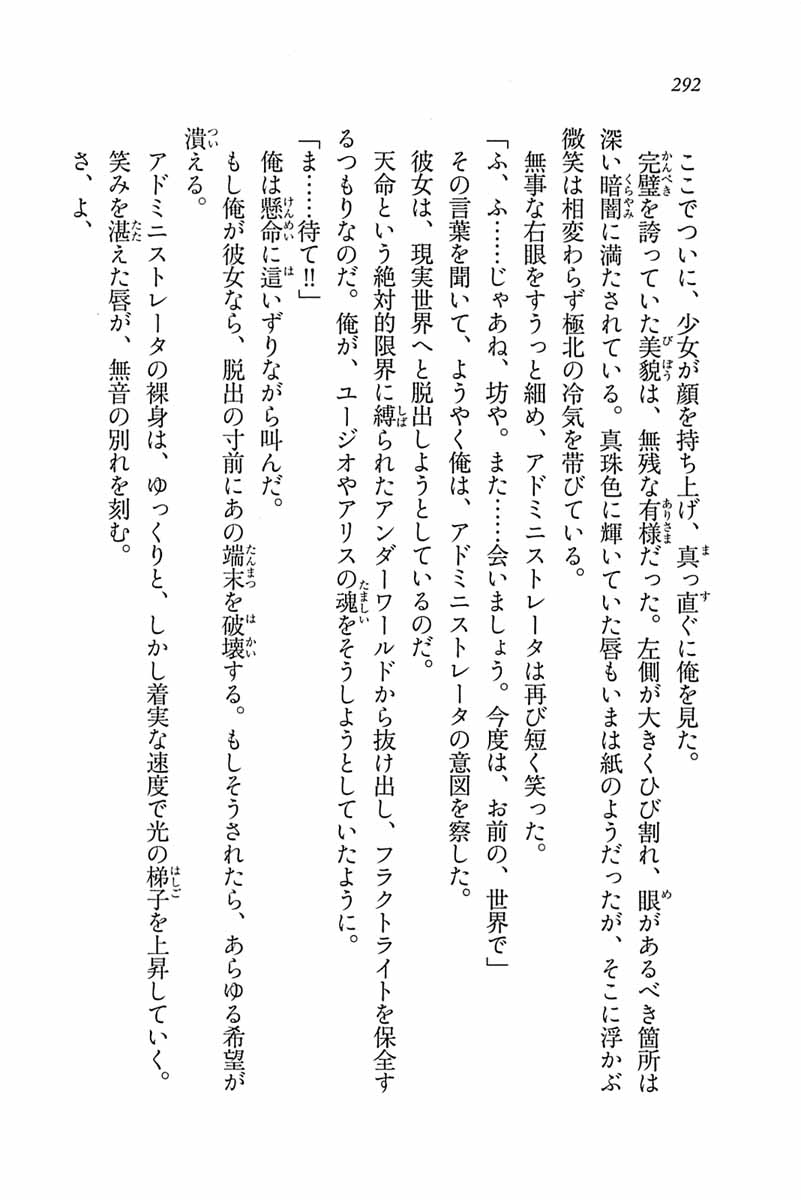 292
ここでついに、少女が顔を持ち上げ、真っ直ぐに俺を見た。
完璧を誇っていた美貌は、無残な有様だった。左側が大きくひび割れ、眼があるべき箇所は
深い暗闇に満たされている。真珠色に輝いていた唇もいまは紙のようだったが、そこに浮かぶ
微笑は相変わらず極北の冷気を帯びている。
無事な右眼をすうっと細め、アドミニストレータは再び短く笑った。
「ふ、ふ……じゃあね、坊や。また……会いましょう。今度は、お前の、世界で」
その言葉を聞いて、ようやく俺は、アドミニストレータの意図を察した。
彼女は、現実世界へと脱出しようとしているのだ。
天命という絶対的限界に縛られたアンダーワールドから抜け出し、フラクトライトを保全す
るつもりなのだ。俺が、ユージオやアリスの魂をそうしようとしていたように。
「ま……待て!!」
俺は懸命に這いずりながら叫んだ。
もし俺が彼女なら、脱出の寸前にあの端末を破壊する。もしそうされたら、あらゆる希望が
潰える。
アドミニストレータの裸身は、ゆっくりと、しかし着実な速度で光の梯子を上昇していく。
笑みを湛えた唇が、無音の別れを刻む。
さ、よ、